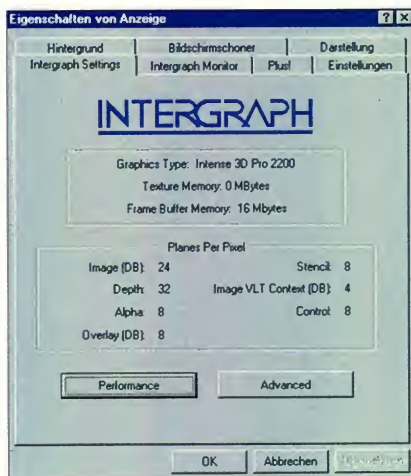 Eigenschaften von Anzeige
Hintergrund Bildschirmschoner Darstellung
Intergraph Settings Intergraph Monitor Plus! Einstellungen
INTERGRAPH
Graphics Type: Intense 3D Pro 2200
Texture Memory: 0 MBytes
Frame Buffer Memory: 16 Mbytes
Planes Per Pixel
Image (DB): 24 Stencil: 8
Depth: 32 Image VLT Context (DB): 4
Alpha: 8 Control: 8
Overlay (DB): 8
Performance Advanced
OK Abbrechen